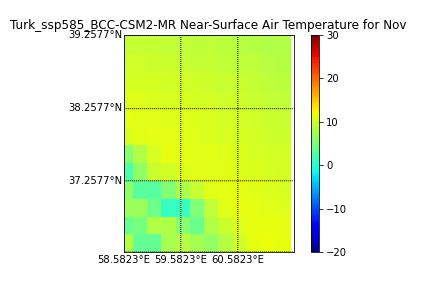 Turk_ssp585_BCC-CSM2-MR Near-Surface Air Temperature for Nov
39.2577°N
38.2577°N
37.2577°N
58.5823°E 59.5823°E 60.5823°E
30
20
10
0
−10
−20